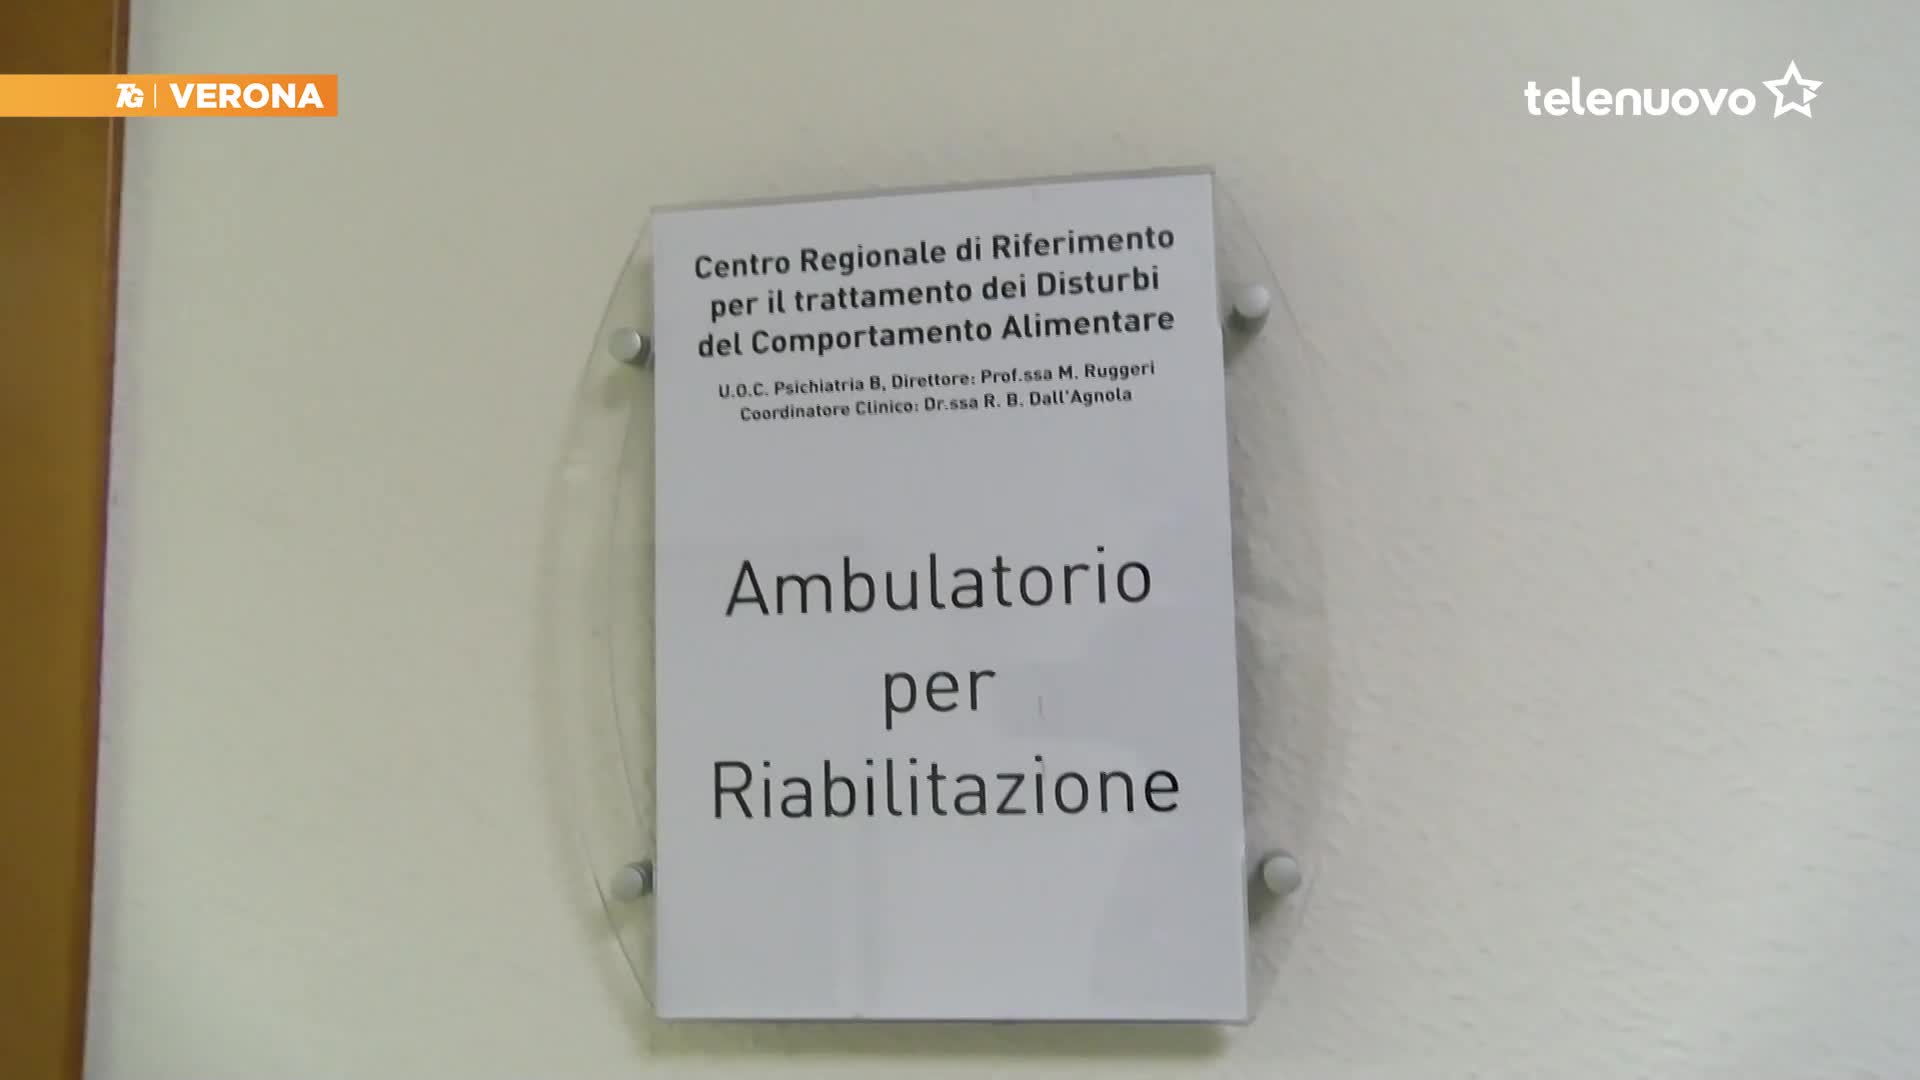 TG | VERONA
telenuovo
Centro Regionale di Riferimento
per il trattamento dei Disturbi
del Comportamento Alimentare
U.O.C. Psichiatria B, Direttore: Prof.ssa M. Ruggeri
Coordinatore Clinico: Dr.ssa R. B. Dall'Agnola
Ambulatorio
per
Riabilitazione